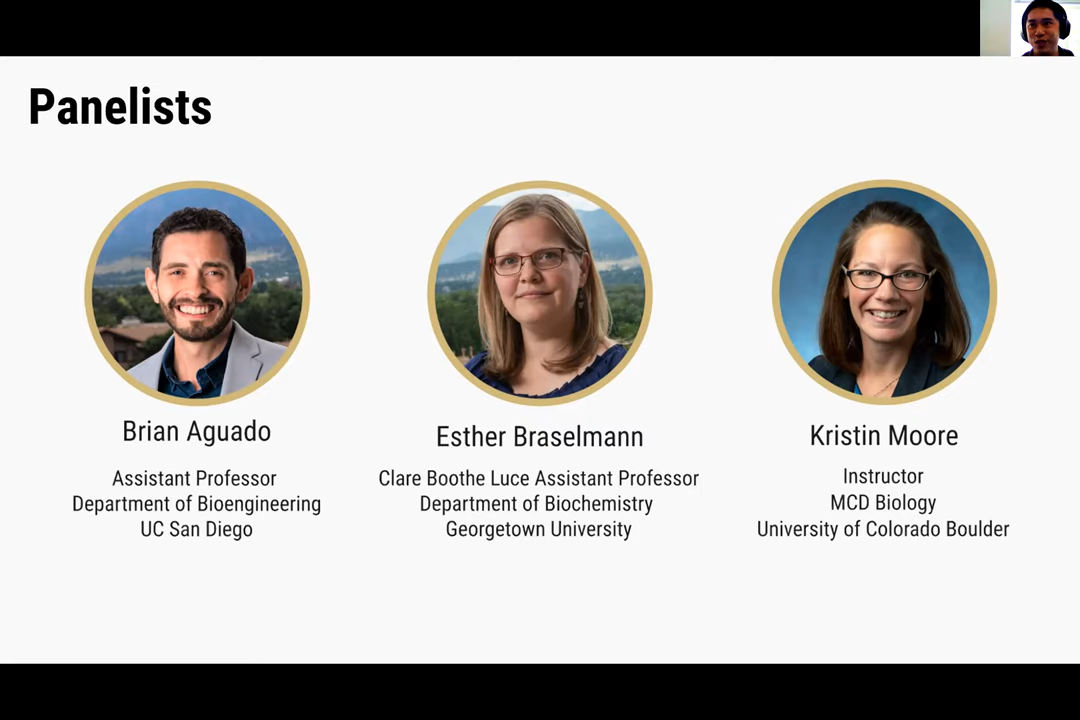 Panelists
Brian Aguado
Assistant Professor
Department of Bioengineering
UC San Diego
Esther Braselmann
Clare Boothe Luce Assistant Professor
Department of Biochemistry
Georgetown University
Kristin Moore
Instructor
MCD Biology
University of Colorado Boulder